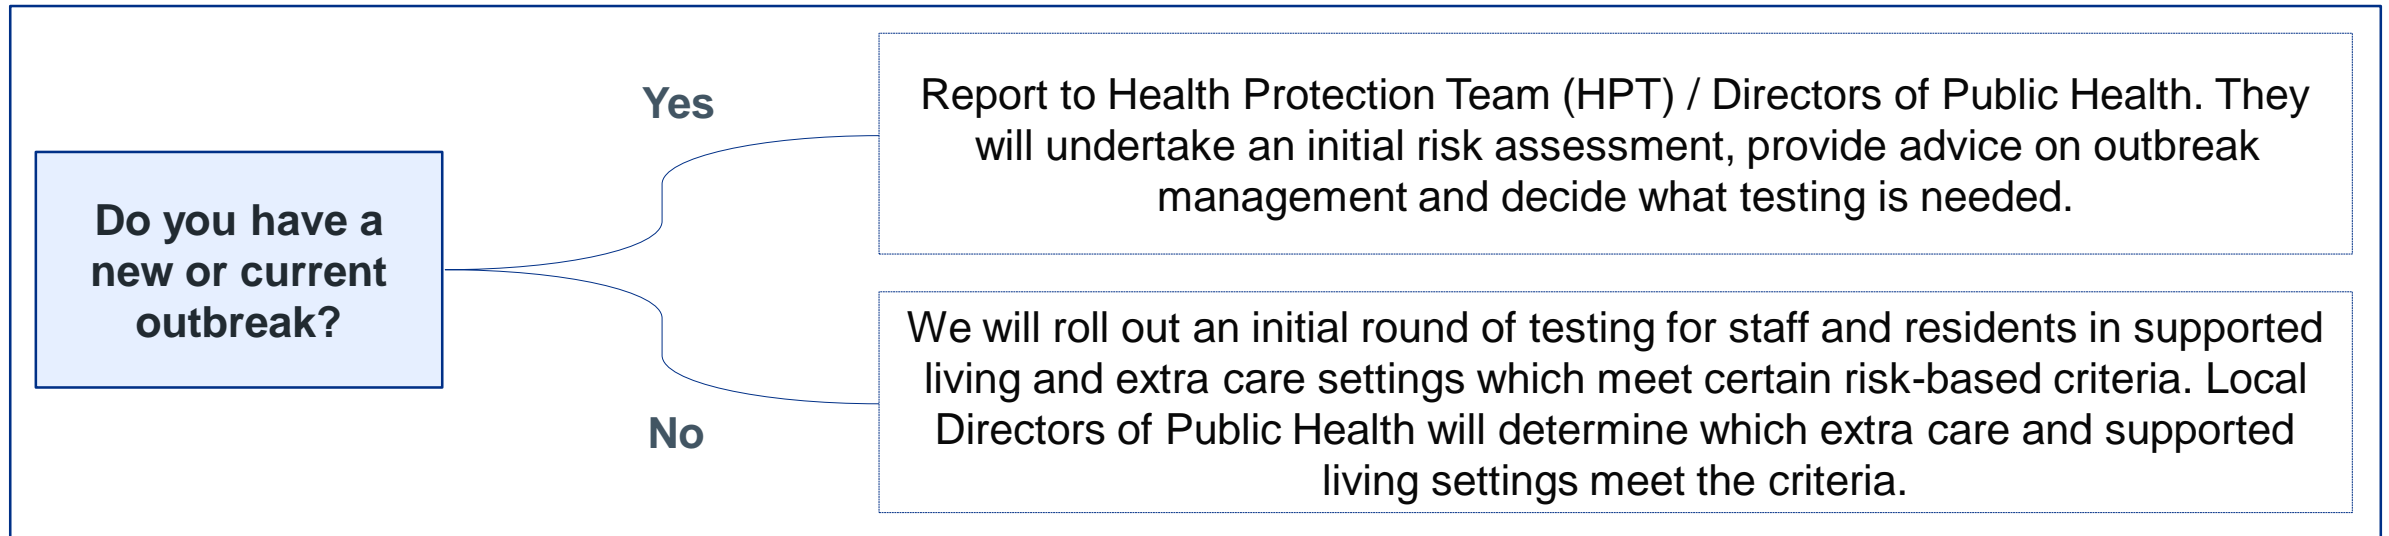 Do you have a
new or current
outbreak?
Yes
Report to Health Protection Team (HPT) / Directors of Public Health. They
will undertake an initial risk assessment, provide advice on outbreak
management and decide what testing is needed.
No
We will roll out an initial round of testing for staff and residents in supported
living and extra care settings which meet certain risk-based criteria. Local
Directors of Public Health will determine which extra care and supported
living settings meet the criteria.